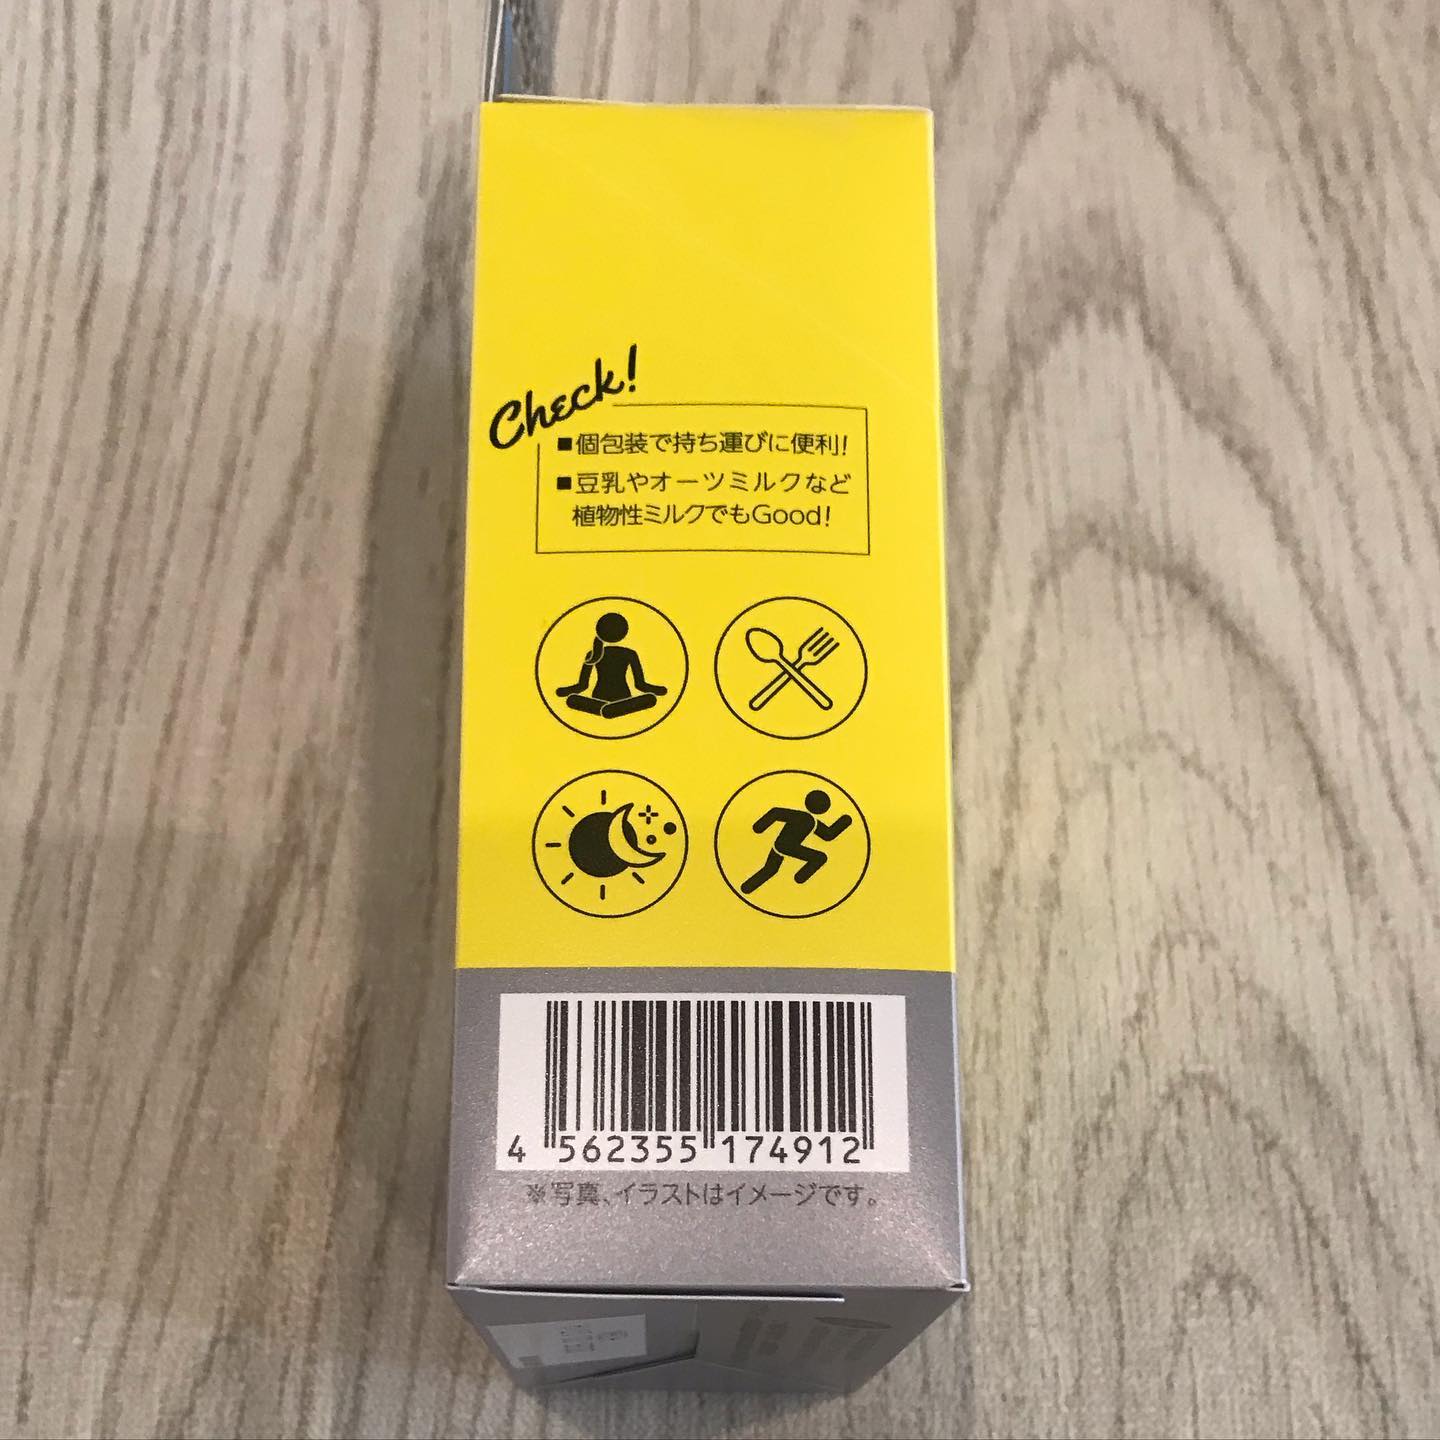 Check!
■個包装で持ち運びに便利!
■豆乳やオーツミルクなど
植物性ミルクでもGood!
4 562355 174912
※写真、イラストはイメージです。